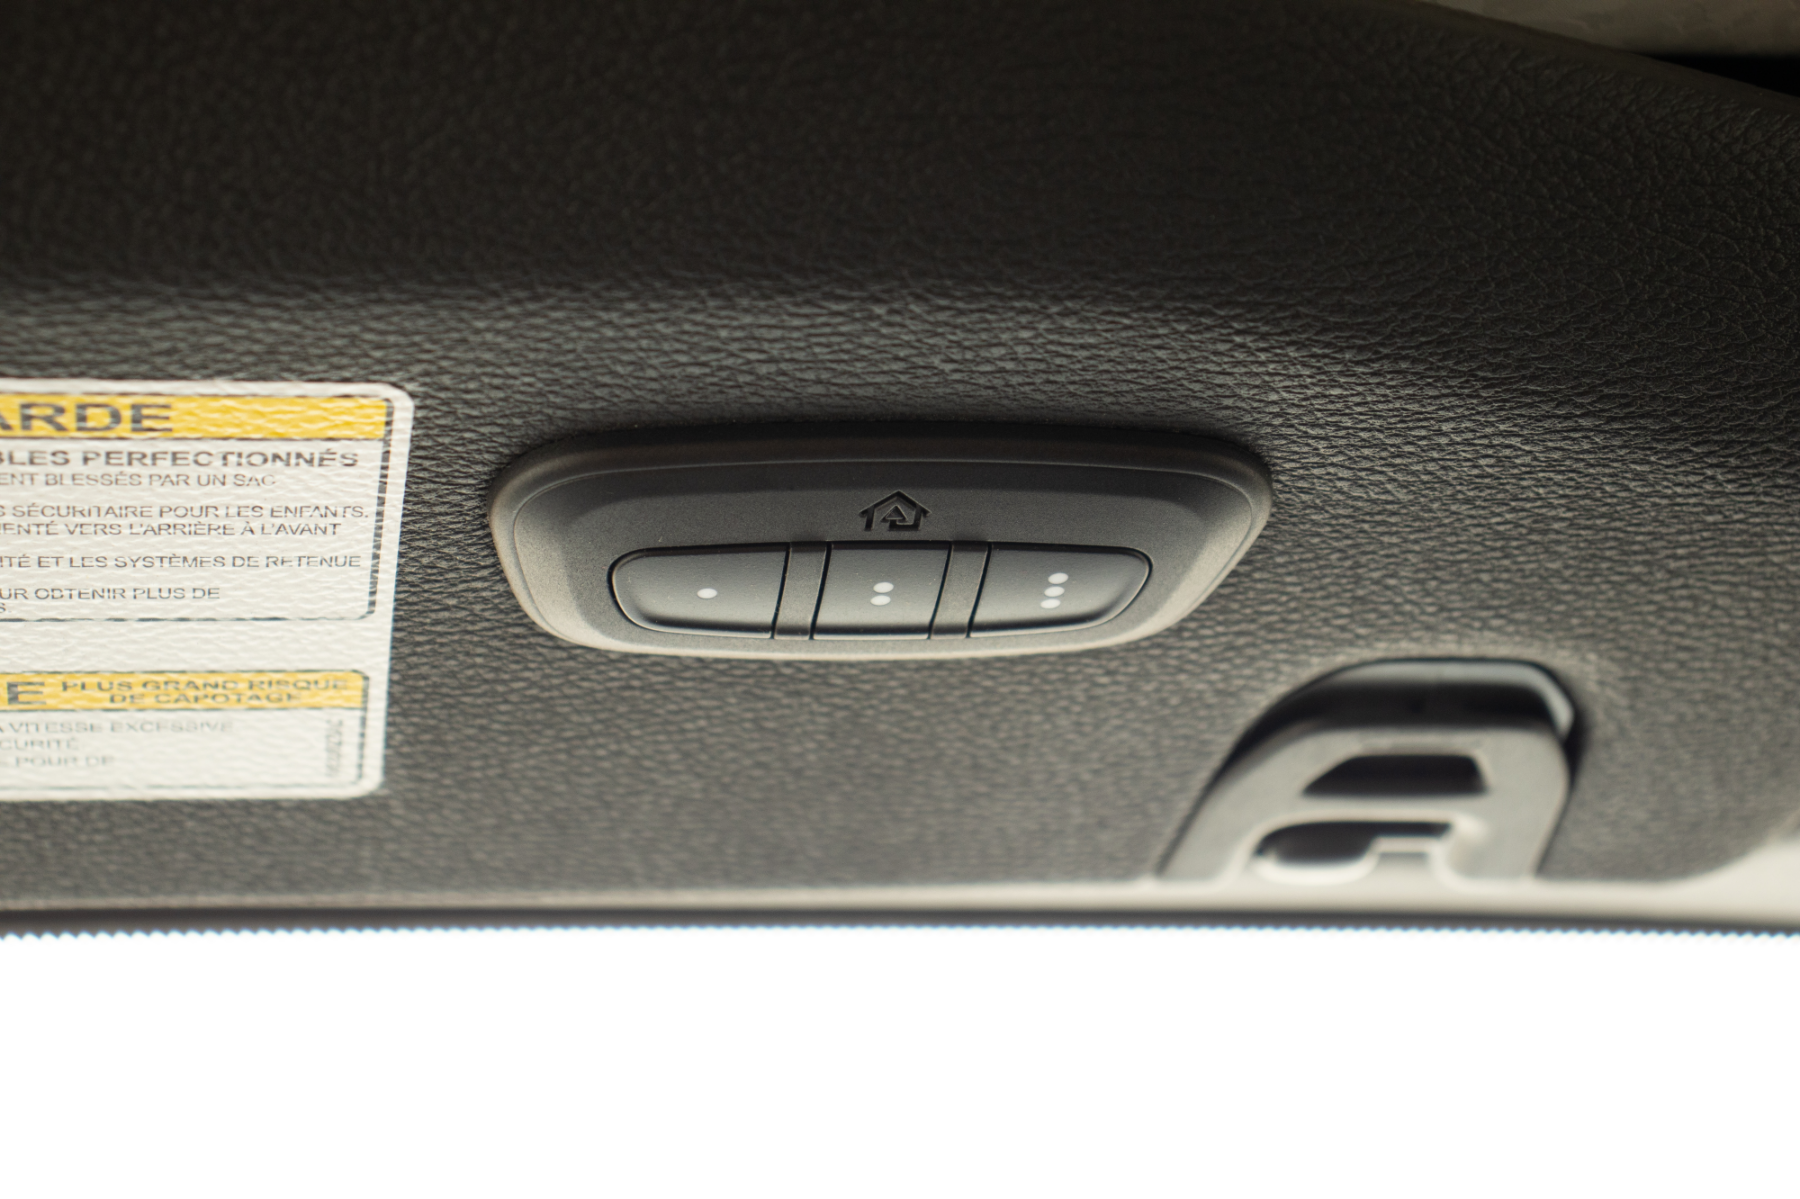 ARDE
BLES PERFECTIONNÉS
ENT BLESSÉS PAR UN SAC
S SÉCURITAIRE POUR LES ENFANTS.
ENTÉ VERS L'ARRIÈRE À L'AVANT
ITÉ ET LES SYSTÈMES DE RETENUE
UR OBTENIR PLUS DE
S
E PLUS GRAND RISQUE
DE CAPOTAGE
A VITESSE EXCESSIVE
CURITÉ
POUR DE